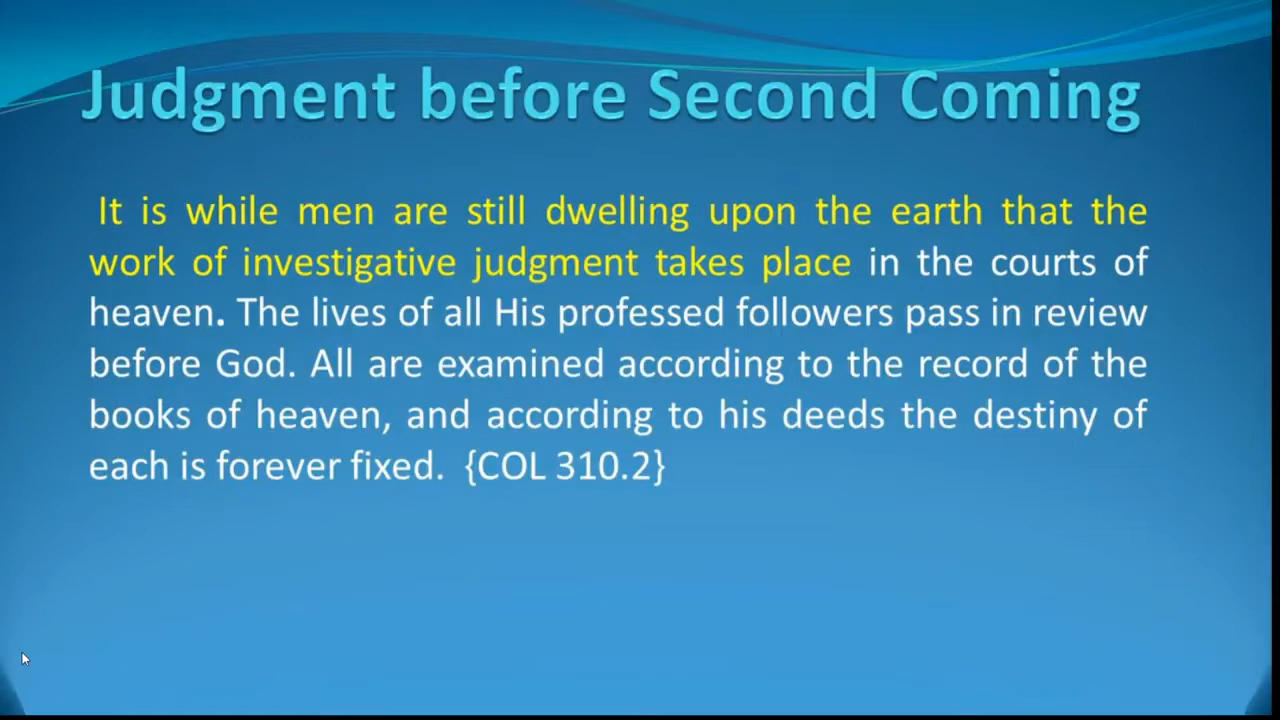 Judgment before Second Coming
It is while men are still dwelling upon the earth that the
work of investigative judgment takes place in the courts of
heaven. The lives of all His professed followers pass in review
before God. All are examined according to the record of the
books of heaven, and according to his deeds the destiny of
each is forever fixed. {COL 310.2}